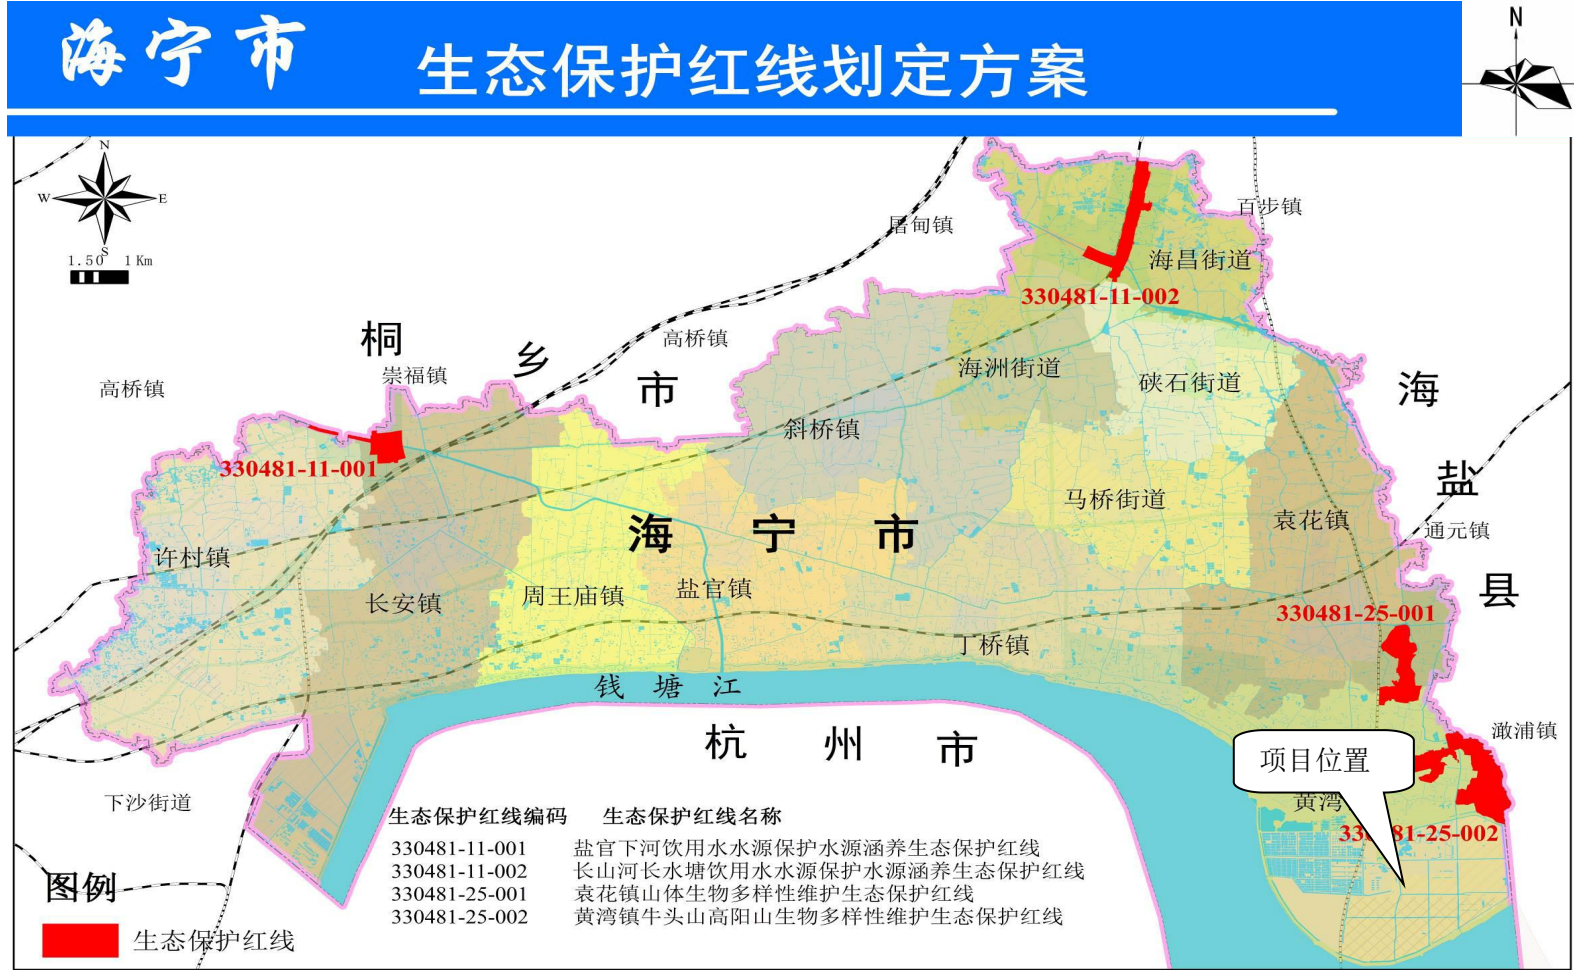 海宁市 生态保护红线划定方案
N
N
W E
S
1.50 1 Km
百步镇
屠甸镇
海昌街道
330481-11-002
桐乡市
高桥镇
崇福镇
高桥镇
海洲街道
硖石街道
海盐县
斜桥镇
330481-11-001
马桥街道
袁花镇
通元镇
海宁市
许村镇
长安镇
周王庙镇
盐官镇
330481-25-001
丁桥镇
钱塘江
杭州市
澉浦镇
项目位置
下沙街道
黄湾
330481-25-002
生态保护红线编码 生态保护红线名称
330481-11-001 盐官下河饮用水水源保护水源涵养生态保护红线
330481-11-002 长山河长水塘饮用水水源保护水源涵养生态保护红线
330481-25-001 袁花镇山体生物多样性维护生态保护红线
330481-25-002 黄湾镇牛头山高阳山生物多样性维护生态保护红线
图例
生态保护红线